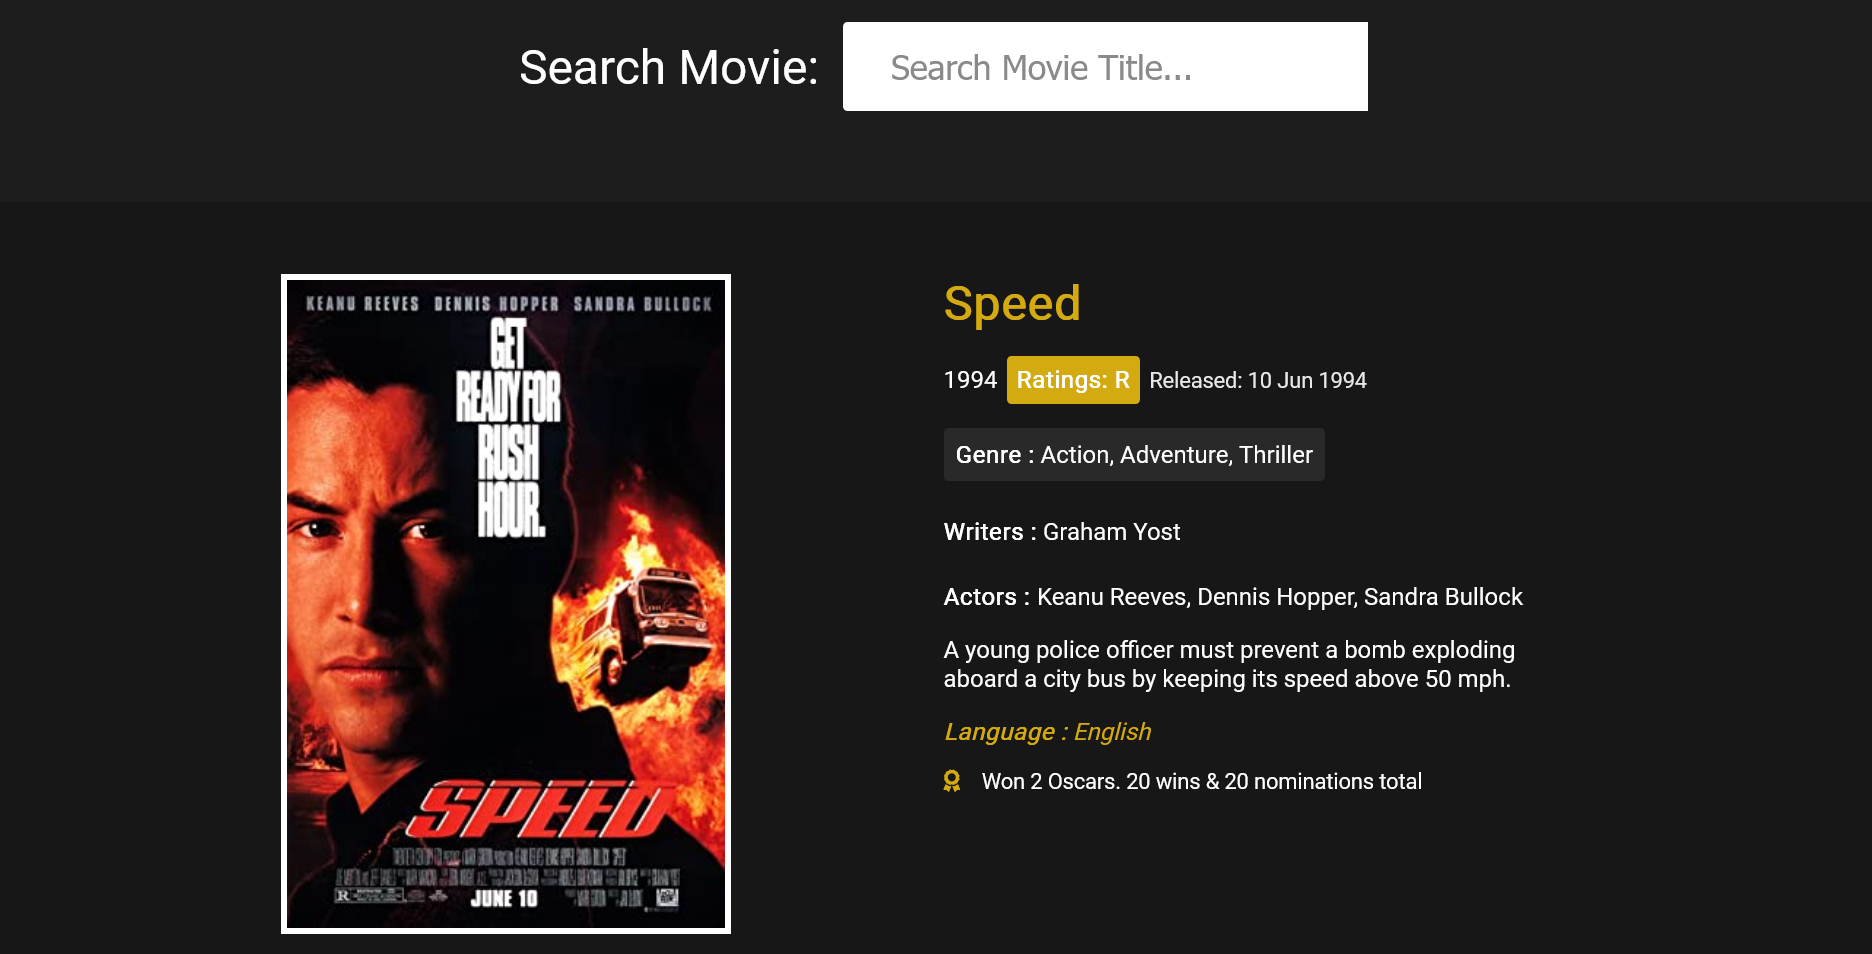 Search Movie:
Search Movie Title...
KEANU REEVES DENNIS HOPPER SANDRA BULLOCK
GET
READY FOR
RUSH
HOUR.
SPEED
R
JUNE 10
Speed
1994 Ratings: R Released: 10 Jun 1994
Genre : Action, Adventure, Thriller
Writers : Graham Yost
Actors : Keanu Reeves, Dennis Hopper, Sandra Bullock
A young police officer must prevent a bomb exploding
aboard a city bus by keeping its speed above 50 mph.
Language : English
Won 2 Oscars. 20 wins & 20 nominations total